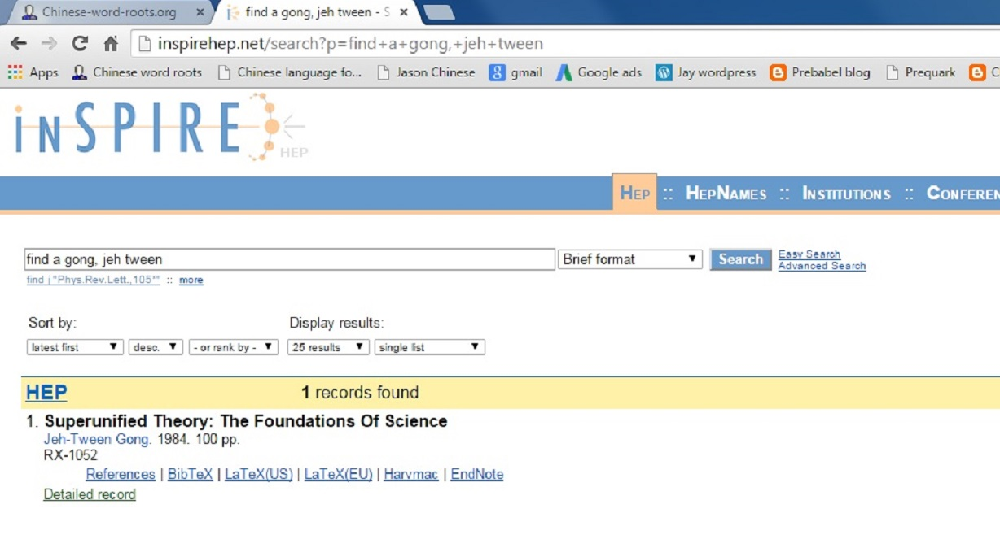 Chinese-word-roots.org × find a gong, jeh tween - S ×
inspirehep.net/search?p=find+a+gong,+jeh+tween
Apps Chinese word roots Chinese language fo... Jason Chinese gmail Google ads Jay wordpress Prebabel blog Prequark C
inSPIRE
HEP
HEP :: HEPNAMES :: INSTITUTIONS :: CONFEREN
find a gong, jeh tween Brief format Search Easy Search
Advanced Search
find j "Phys.Rev.Lett.,105*" :: more
Sort by: Display results:
latest first desc. - or rank by - 25 results single list
HEP 1 records found
1. Superunified Theory: The Foundations Of Science
Jeh-Tween Gong. 1984. 100 pp.
RX-1052
References | BibTeX | LaTeX(US) | LaTeX(EU) | Harvmac | EndNote
Detailed record